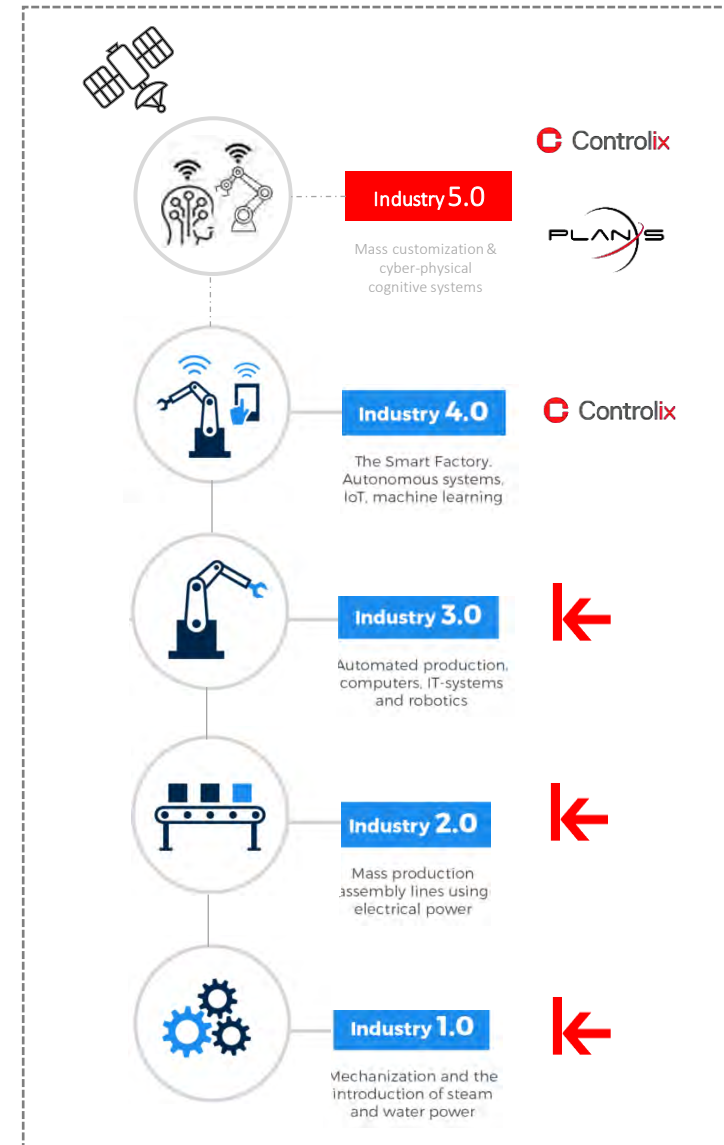 Controlix
Industry 5.0
PLANYS
Mass customization &
cyber-physical
cognitive systems
Industry 4.0
Controlix
The Smart Factory.
Autonomous systems,
IoT, machine learning
Industry 3.0
Automated production,
computers, IT-systems
and robotics
Industry 2.0
Mass production
assembly lines using
electrical power
Industry 1.0
Mechanization and the
introduction of steam
and water power